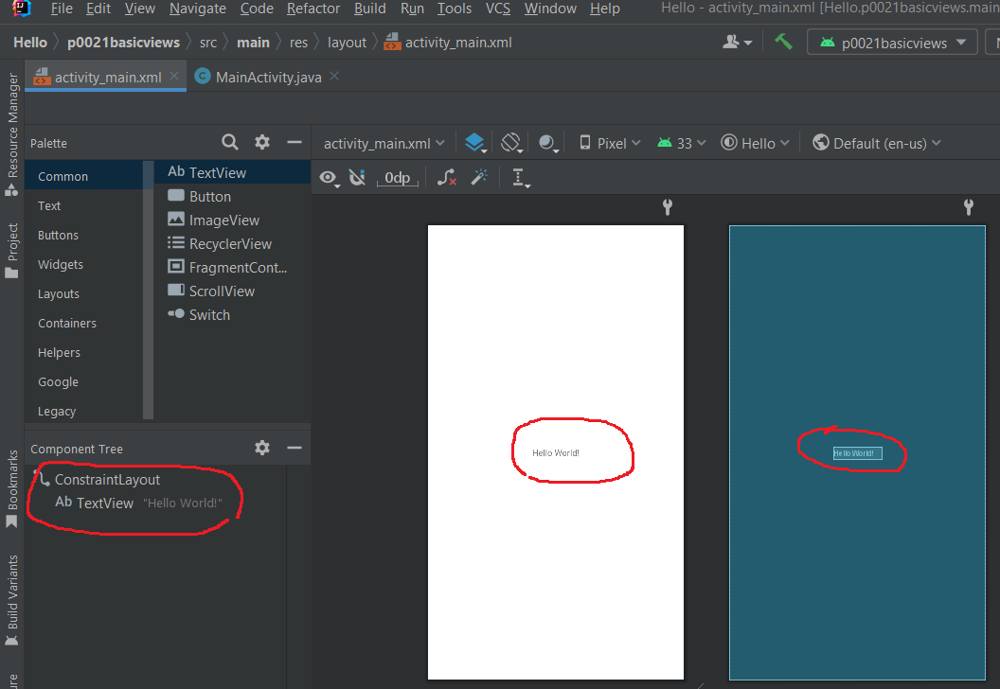 File Edit View Navigate Code Refactor Build Run Tools VCS Window Help Hello - activity_main.xml [Hello.p0021basicviews.main
Hello p0021basicviews src main res layout activity_main.xml p0021basicviews
activity_main.xml MainActivity.java
Resource Manager
Project
Bookmarks
Build Variants
Palette
Common
Text
Buttons
Widgets
Layouts
Containers
Helpers
Google
Legacy
Ab TextView
Button
ImageView
RecyclerView
FragmentCont...
ScrollView
Switch
activity_main.xml Pixel 33 Hello Default (en-us)
0dp
Component Tree
ConstraintLayout
Ab TextView "Hello World!"
Hello World!
Hello World!